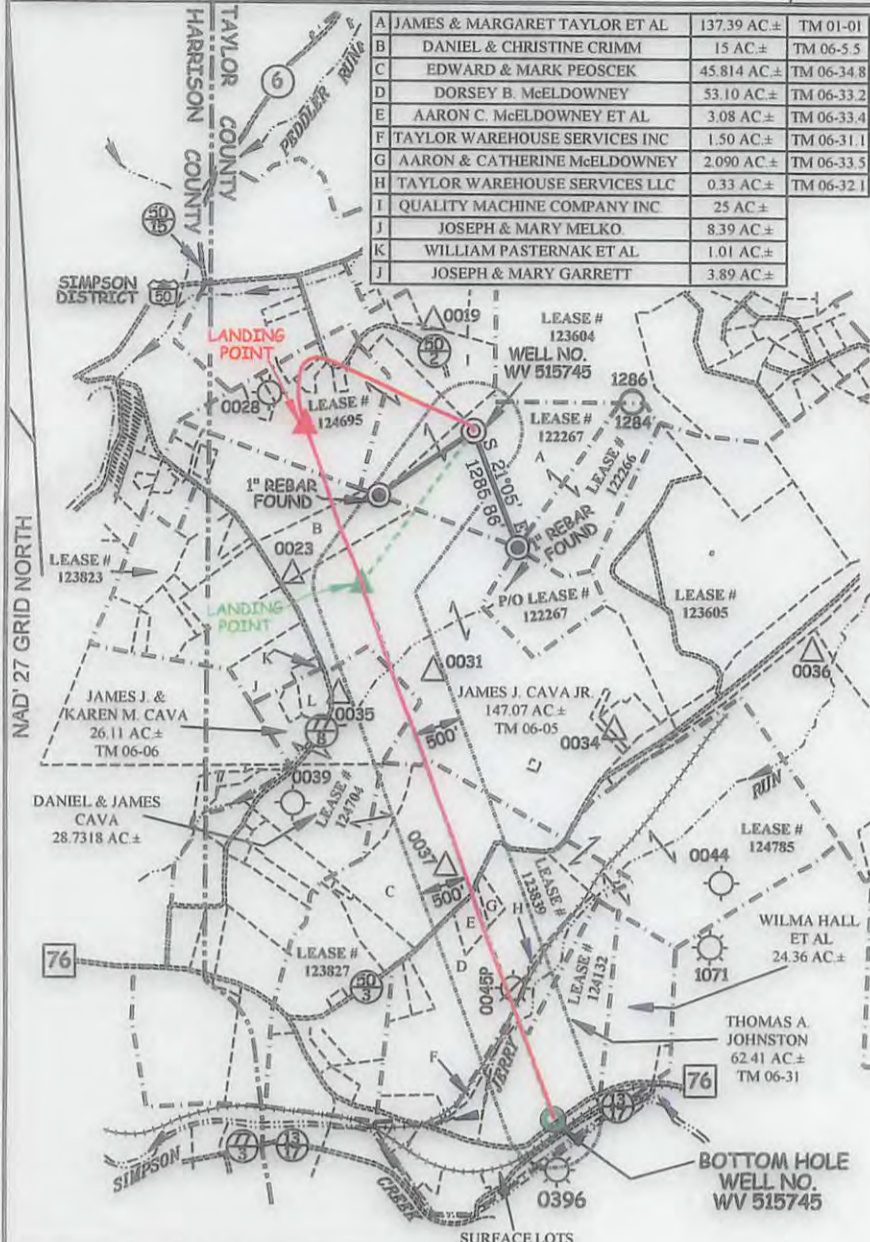 A JAMES & MARGARET TAYLOR ET AL 137.39 AC.± TM 01-01
B DANIEL & CHRISTINE CRIMM 15 AC.± TM 06-5.5
C EDWARD & MARK PEOSCEK 45.814 AC.± TM 06-34.8
D DORSEY B. McELDOWNEY 53.10 AC.± TM 06-33.2
E AARON C. McELDOWNEY ET AL 3.08 AC.± TM 06-33.4
F TAYLOR WAREHOUSE SERVICES INC 1.50 AC.± TM 06-31.1
G AARON & CATHERINE McELDOWNEY 2.090 AC.± TM 06-33.5
H TAYLOR WAREHOUSE SERVICES LLC 0.33 AC.± TM 06-32.1
I QUALITY MACHINE COMPANY INC. 25 AC.±
J JOSEPH & MARY MELKO. 8.39 AC.±
K WILLIAM PASTERNAK ET AL 1.01 AC.±
J JOSEPH & MARY GARRETT 3.89 AC.±
TAYLOR COUNTY
HARRISON COUNTY
6
PEDDLER RUN
50
15
SIMPSON
DISTRICT
50
LANDING
POINT
0019
50
2
I
LEASE #
123604
WELL NO.
WV 515745
0028
LEASE #
124695
1286
1284
LEASE #
122267
A
LEASE #
122266
S 21°05' E
1285.86'
1" REBAR
FOUND
1" REBAR
FOUND
B
NAD' 27 GRID NORTH
LEASE #
123823
0023
P/O LEASE #
122267
LEASE #
123605
LANDING
POINT
K
J
L
0031
0036
0035
JAMES J. &
KAREN M. CAVA
26.11 AC.±
TM 06-06
JAMES J. CAVA JR.
147.07 AC.±
TM 06-05
0034
500'
77
8
0039
LEASE #
124704
DANIEL & JAMES
CAVA
28.7318 AC.±
RUN
LEASE #
124785
0037
0044
500'
C
LEASE #
123839
G
H
E
D
WILMA HALL
ET AL
24.36 AC.±
76
LEASE #
123827
50
3
1071
0045P
LEASE #
124132
THOMAS A.
JOHNSTON
62.41 AC.±
TM 06-31
F
JERRY
76
13
17
77
3
13
17
SIMPSON
CREEK
BOTTOM HOLE
WELL NO.
WV 515745
0396
SURFACE LOTS